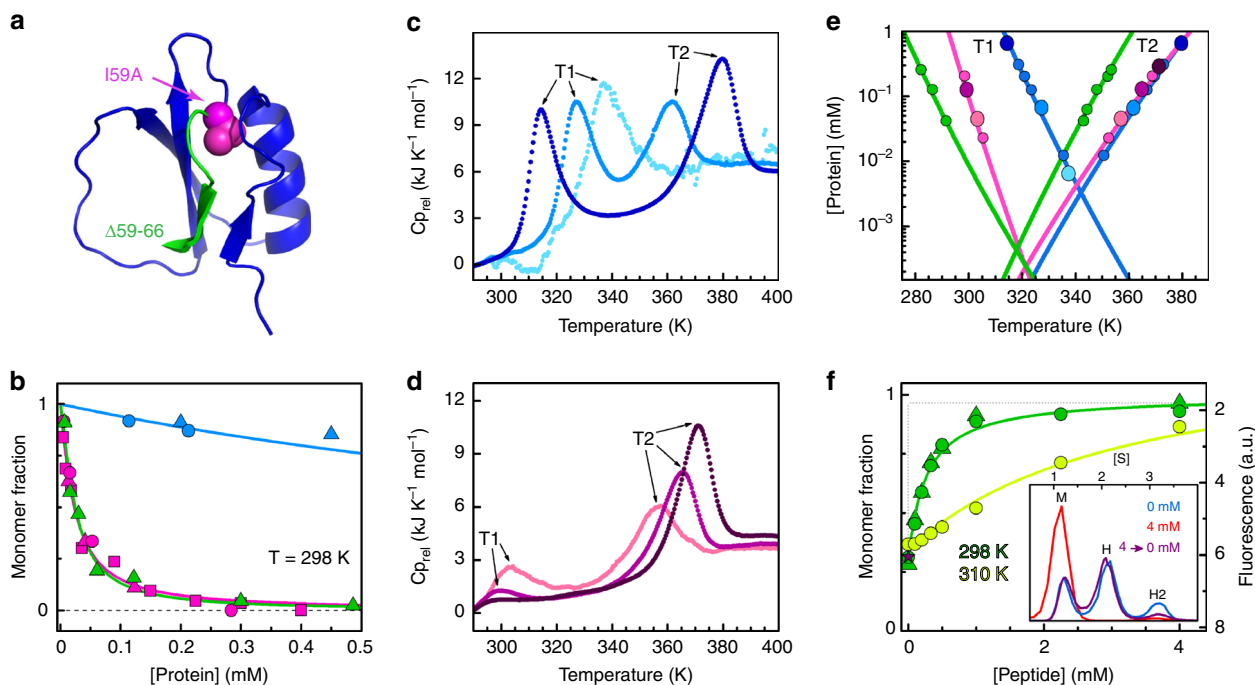 a
I59A
Δ59-66
b
Monomer fraction
1
0
T = 298 K
0 0.1 0.2 0.3 0.4 0.5
[Protein] (mM)
c
Cp_rel (kJ K⁻¹ mol⁻¹)
12
9
6
3
0
T1
T2
300 320 340 360 380 400
Temperature (K)
d
Cp_rel (kJ K⁻¹ mol⁻¹)
12
9
6
3
0
T1
T2
300 320 340 360 380 400
Temperature (K)
e
[Protein] (mM)
1
10⁻¹
10⁻²
10⁻³
T1
T2
280 300 320 340 360 380
Temperature (K)
f
Monomer fraction
1
0
298 K
310 K
[S]
1 2 3
M
H
H2
0 mM
4 mM
4 → 0 mM
2
4
6
8
Fluorescence (a.u.)
0 2 4
[Peptide] (mM)